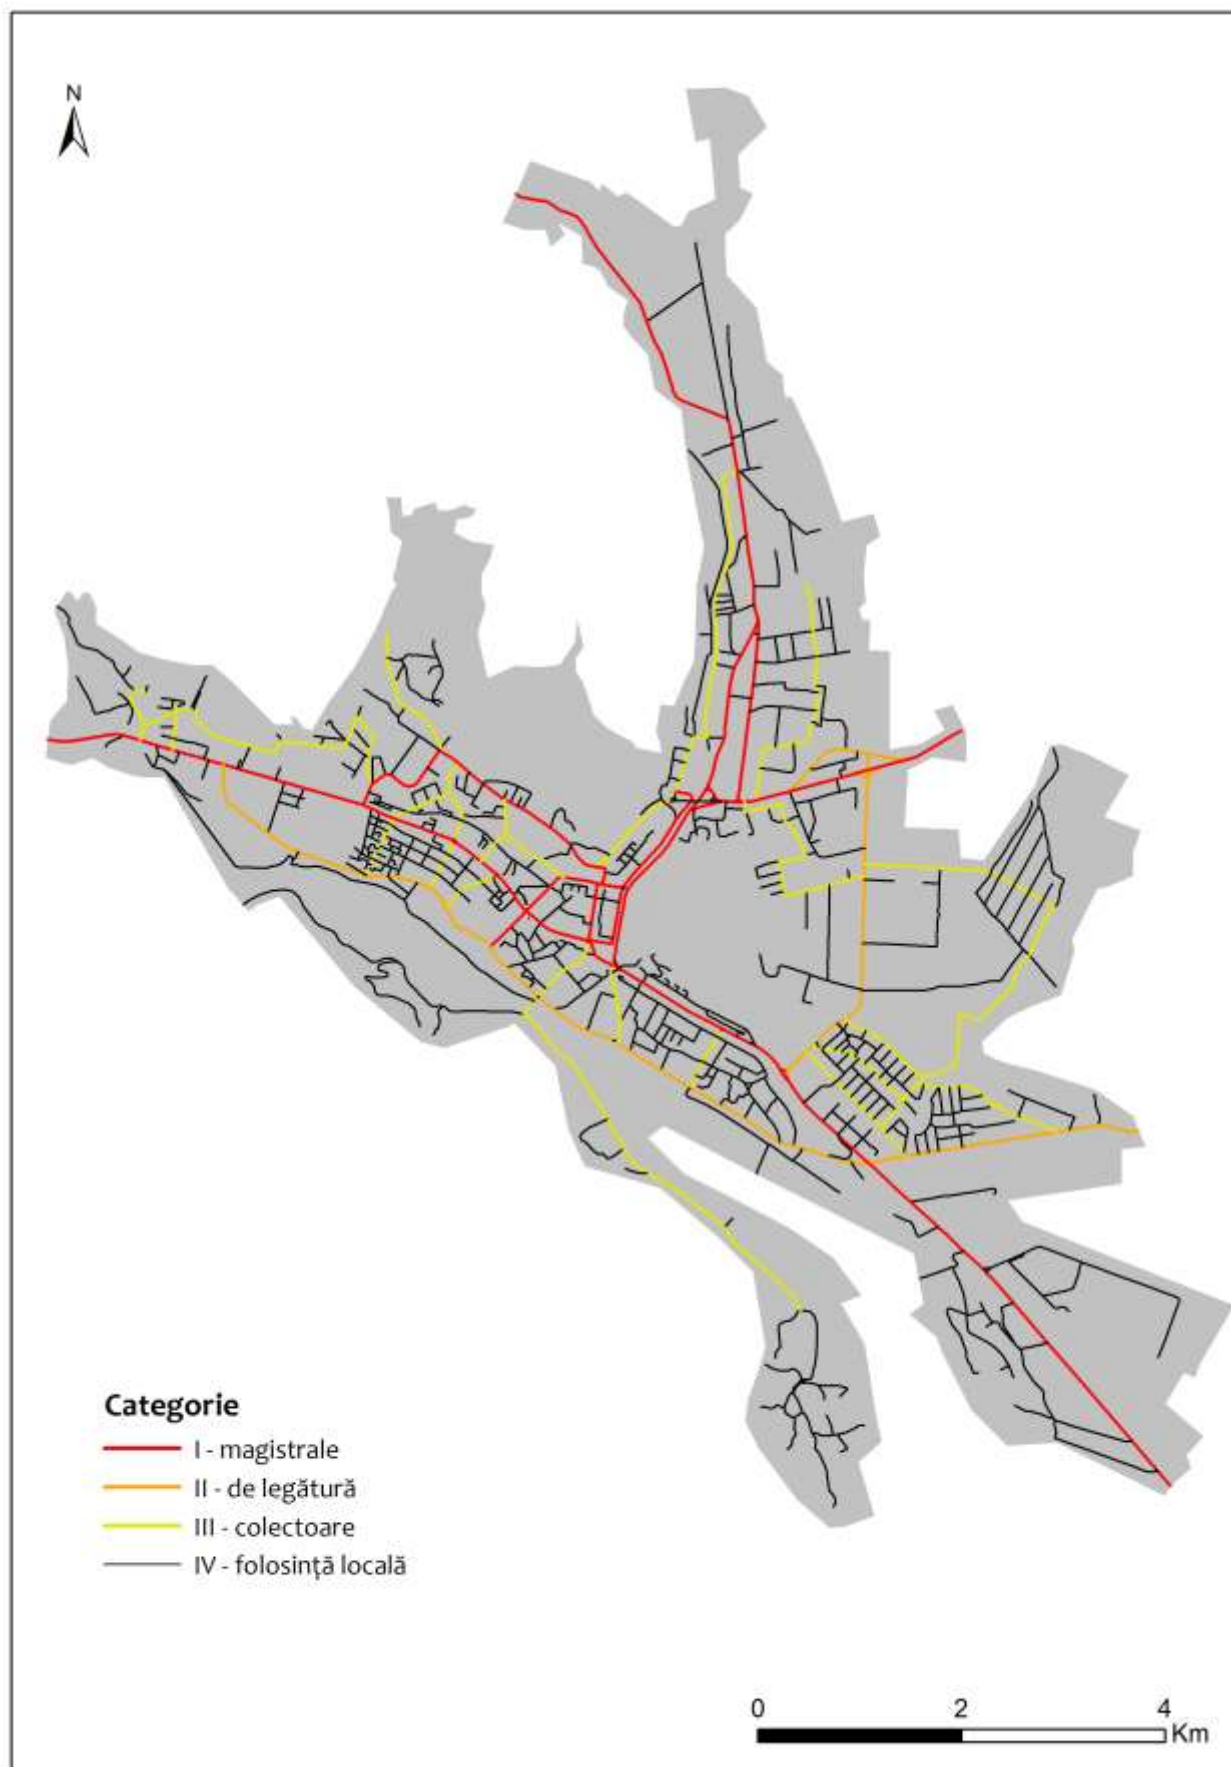 N
Categorie
I - magistrale
II - de legătură
III - colectoare
IV - folosință locală
0 2 4
Km